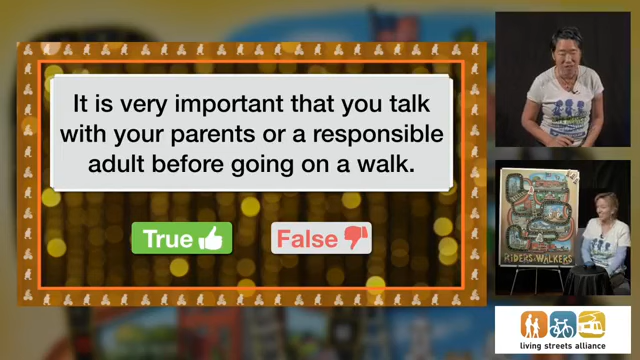 It is very important that you talk
with your parents or a responsible
adult before going on a walk.
True
False
RIDERS & WALKERS
living streets alliance